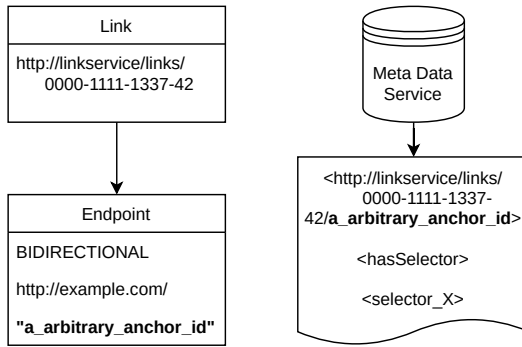 Link
http://linkservice/links/
0000-1111-1337-42
Endpoint
BIDIRECTIONAL
http://example.com/
"a_arbitrary_anchor_id"
Meta Data
Service
<http://linkservice/links/
0000-1111-1337-
42/a_arbitrary_anchor_id>
<hasSelector>
<selector_X>